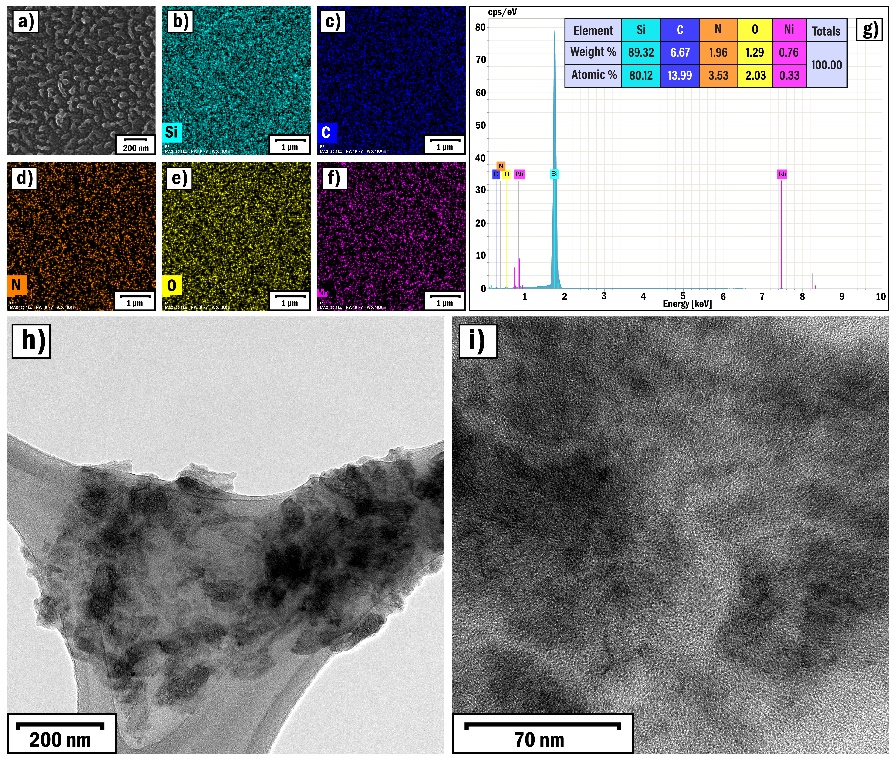 a)
200 nm
b)
Si
1 µm
c)
C
1 µm
d)
N
1 µm
e)
O
1 µm
f)
1 µm
g)
cps/eV
Element Si C N O Ni Totals
Weight % 89.32 6.67 1.96 1.29 0.76 100.00
Atomic % 80.12 13.99 3.53 2.03 0.33
80
70
60
50
40
30
20
10
0
C N O Ni Si Ni
1 2 3 4 5 6 7 8 9 10
Energy [keV]
h)
200 nm
i)
70 nm